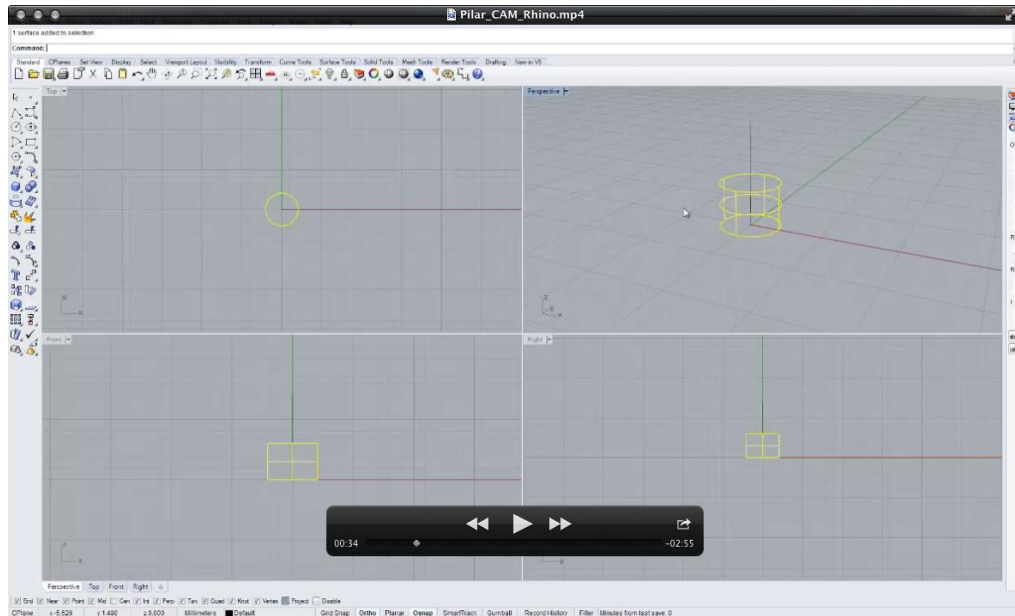 Pilar_CAM_Rhino.mp4
1 surface added to selection
Command:
Standard CPlanes Set View Display Select Viewport Layout Visibility Transform Curve Tools Surface Tools Solid Tools Mesh Tools Render Tools Drafting New in V5
Top
Perspective
Front
Right
z
x
y
x
00:34
-02:55
Perspective Top Front Right
End Near Point Mid Cen Int Perp Tan Quad Knot Vertex Project Disable
CPlane x -5.529 y 1.480 z 0.000 Millimeters Default Grid Snap Ortho Planar Osnap SmartTrack Gumball Record History Filter Minutes from last save: 0